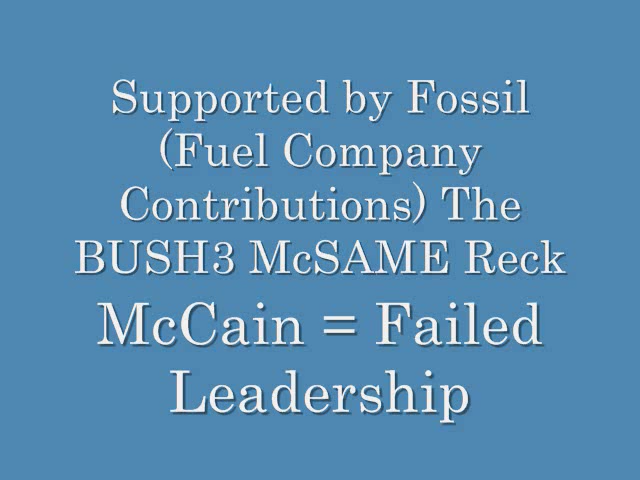 Supported by Fossil
(Fuel Company
Contributions) The
BUSH3 McSAME Reck
McCain = Failed
Leadership